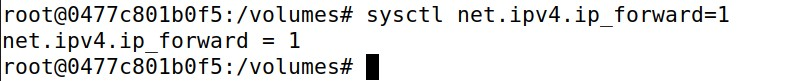 root@0477c801b0f5:/volumes# sysctl net.ipv4.ip_forward=1
net.ipv4.ip_forward = 1
root@0477c801b0f5:/volumes#